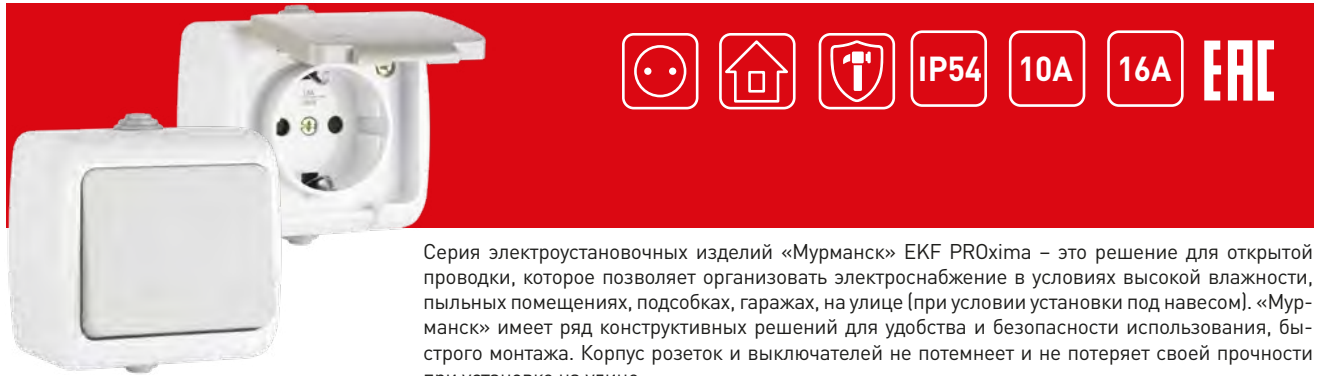 IP54 10A 16A EAC
Серия электроустановочных изделий «Мурманск» EKF PROxima – это решение для открытой
проводки, которое позволяет организовать электроснабжение в условиях высокой влажности,
пыльных помещениях, подсобках, гаражах, на улице (при условии установки под навесом). «Мур-
манск» имеет ряд конструктивных решений для удобства и безопасности использования, бы-
строго монтажа. Корпус розеток и выключателей не потемнеет и не потеряет своей прочности